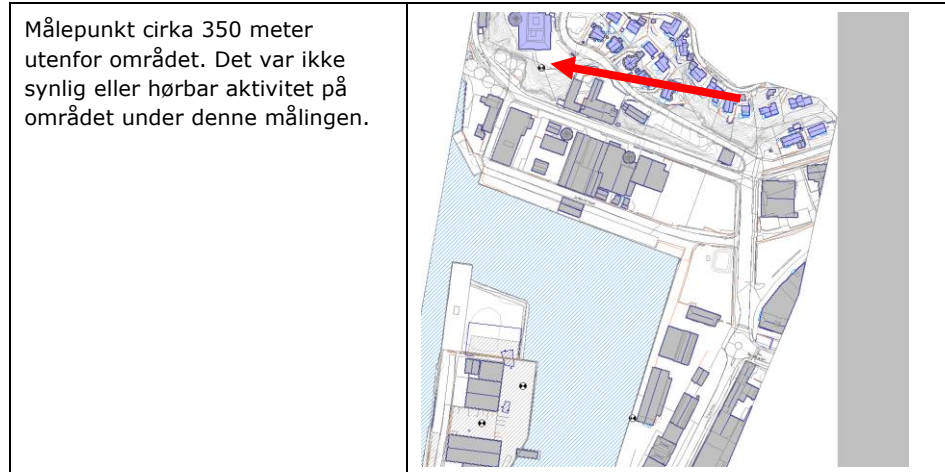 Målepunkt cirka 350 meter
utenfor området. Det var ikke
synlig eller hørbar aktivitet på
området under denne målingen.